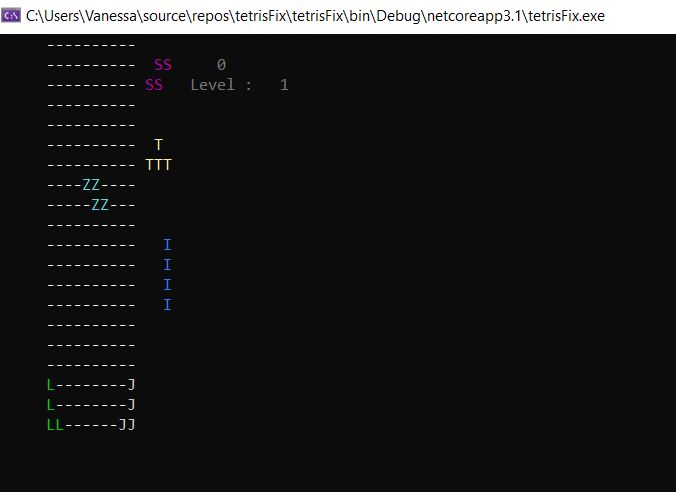 C:\Users\Vanessa\source\repos\tetrisFix\tetrisFix\bin\Debug\netcoreapp3.1\tetrisFix.exe
----------
---------- SS 0
---------- SS Level : 1
----------
----------
---------- T
---------- TTT
----ZZ----
-----ZZ---
----------
---------- I
---------- I
---------- I
---------- I
----------
----------
----------
L--------J
L--------J
LL------JJ